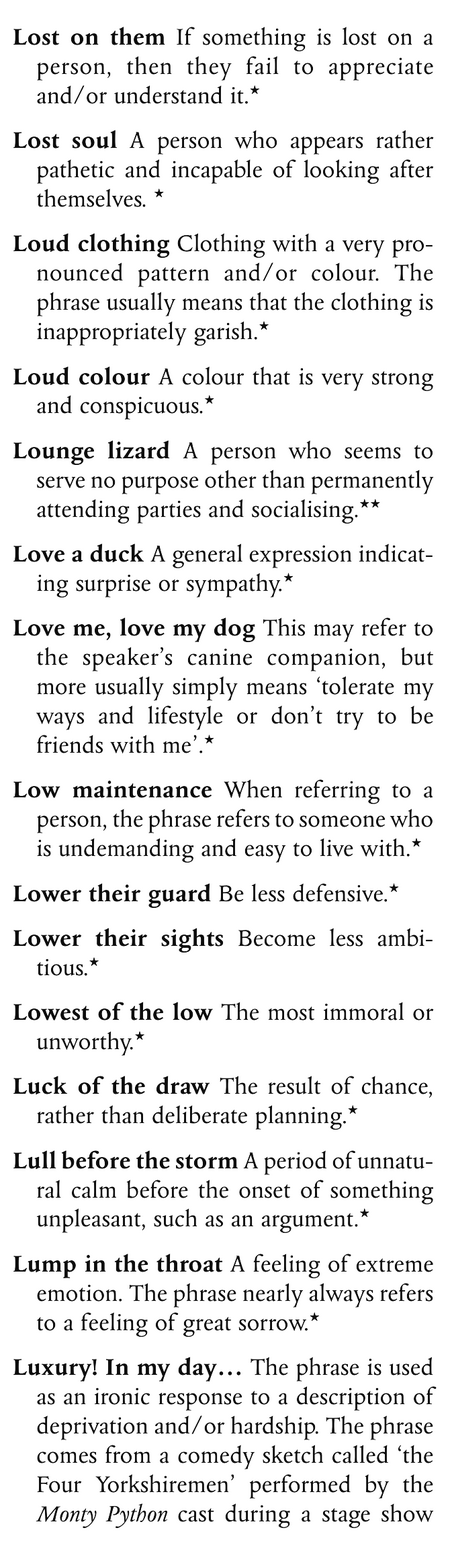 Lost on them If something is lost on a
person, then they fail to appreciate
and/or understand it.★
Lost soul A person who appears rather
pathetic and incapable of looking after
themselves. ★
Loud clothing Clothing with a very pro-
nounced pattern and/or colour. The
phrase usually means that the clothing is
inappropriately garish.★
Loud colour A colour that is very strong
and conspicuous.★
Lounge lizard A person who seems to
serve no purpose other than permanently
attending parties and socialising.★★
Love a duck A general expression indicat-
ing surprise or sympathy.★
Love me, love my dog This may refer to
the speaker's canine companion, but
more usually simply means 'tolerate my
ways and lifestyle or don't try to be
friends with me'.★
Low maintenance When referring to a
person, the phrase refers to someone who
is undemanding and easy to live with.★
Lower their guard Be less defensive.★
Lower their sights Become less ambi-
tious.★
Lowest of the low The most immoral or
unworthy.★
Luck of the draw The result of chance,
rather than deliberate planning.★
Lull before the storm A period of unnatu-
ral calm before the onset of something
unpleasant, such as an argument.★
Lump in the throat A feeling of extreme
emotion. The phrase nearly always refers
to a feeling of great sorrow.★
Luxury! In my day… The phrase is used
as an ironic response to a description of
deprivation and/or hardship. The phrase
comes from a comedy sketch called 'the
Four Yorkshiremen' performed by the
Monty Python cast during a stage show